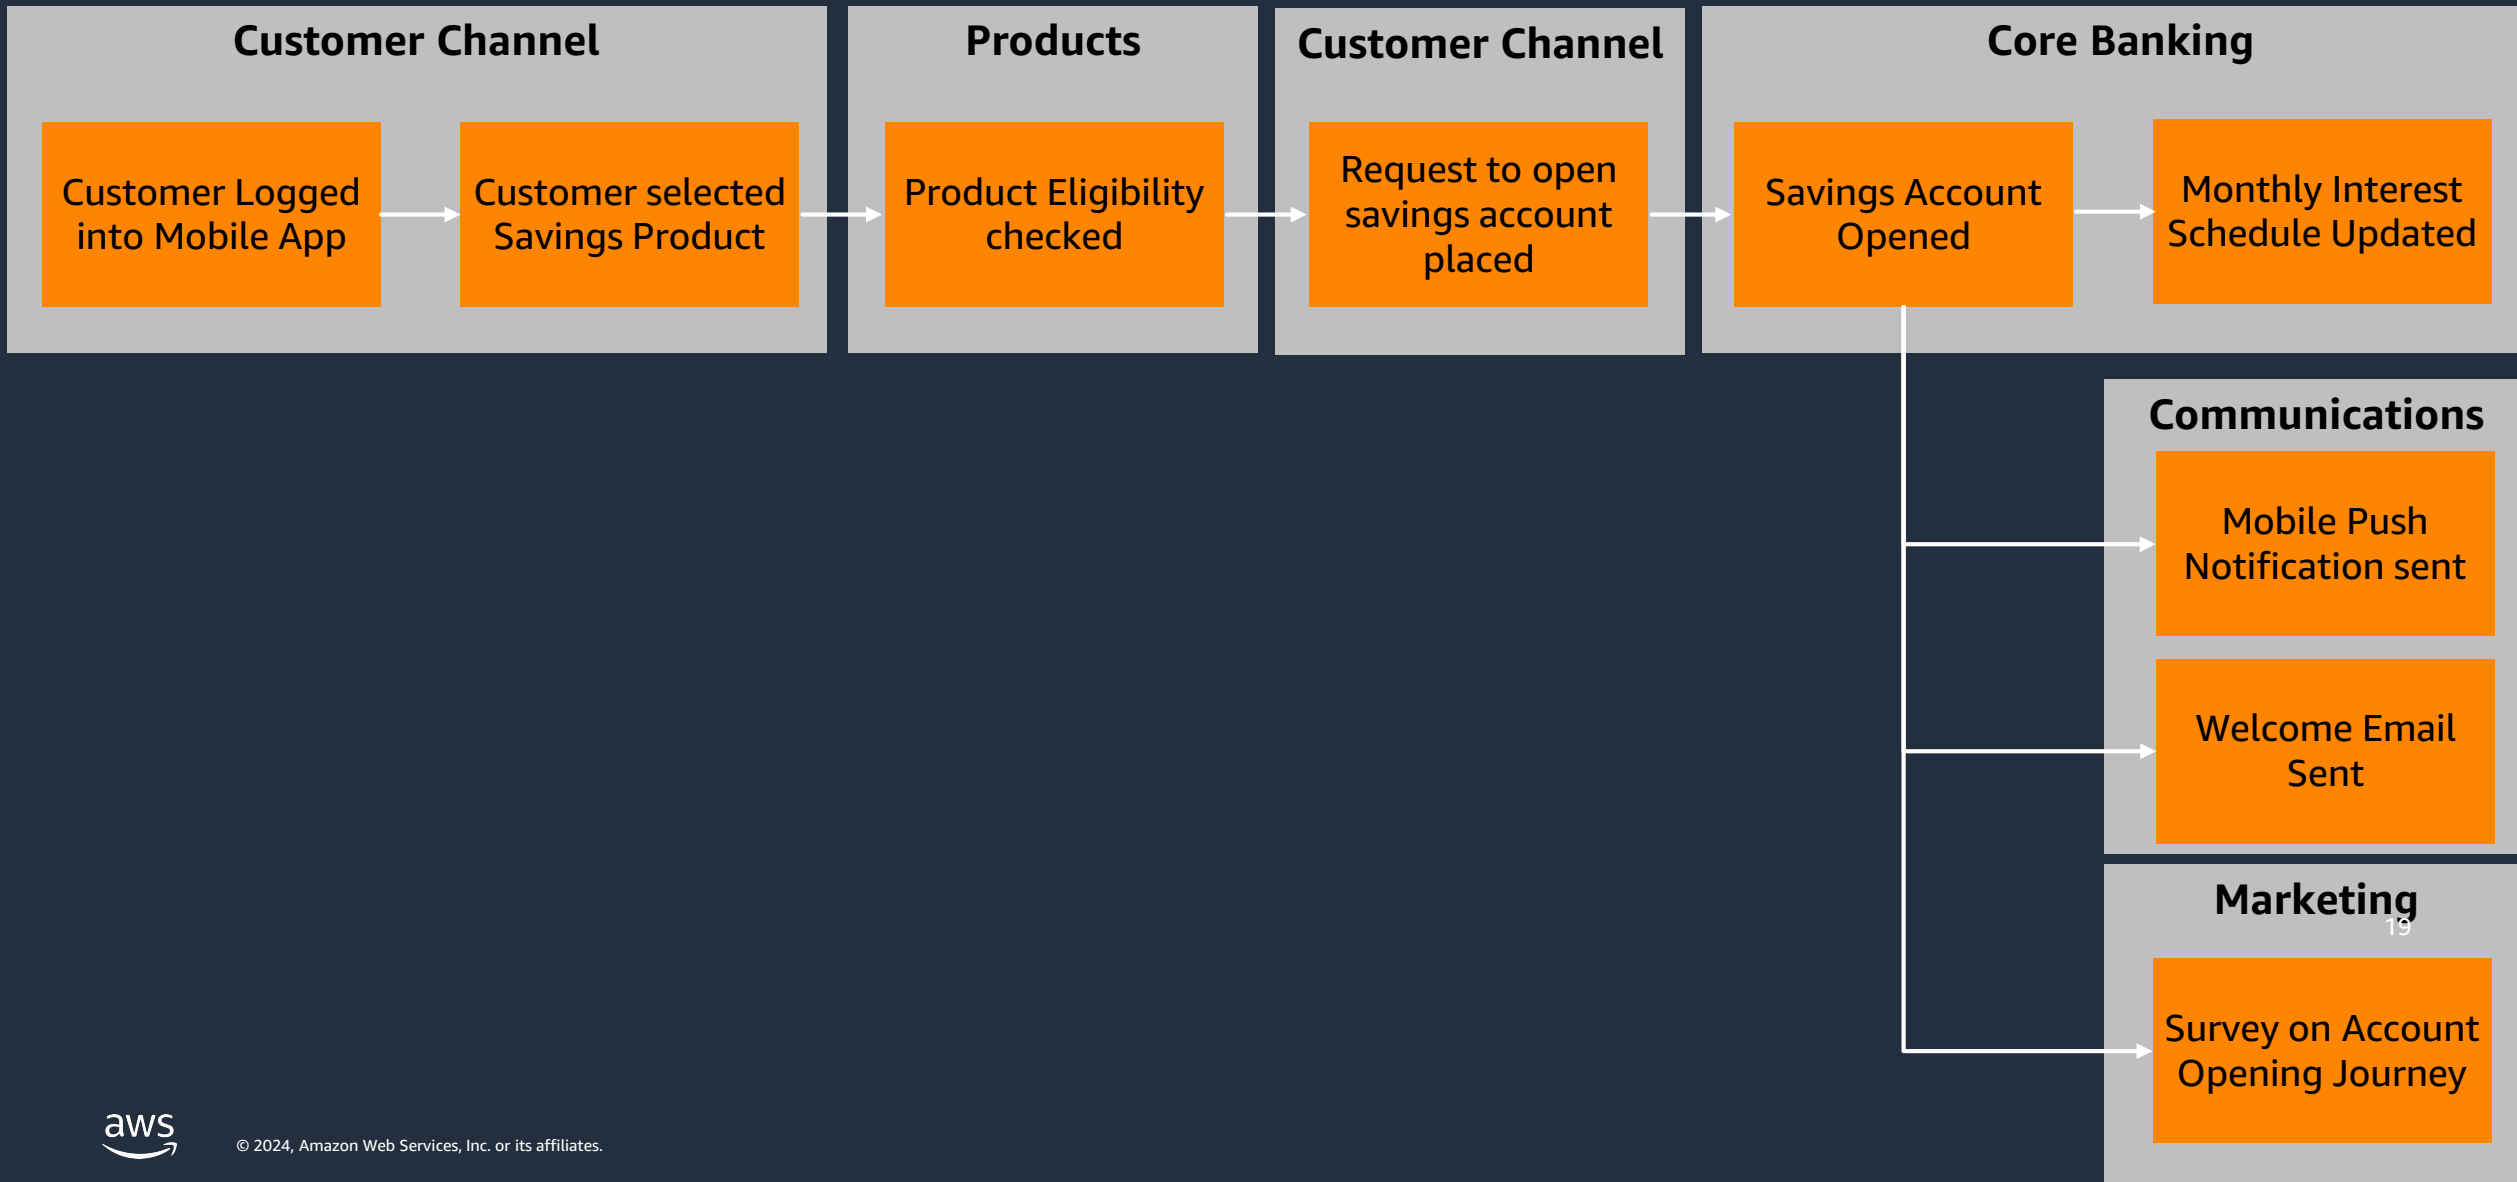 Customer Channel
Customer Logged
into Mobile App
Customer selected
Savings Product
Products
Product Eligibility
checked
Customer Channel
Request to open
savings account
placed
Core Banking
Savings Account
Opened
Monthly Interest
Schedule Updated
Communications
Mobile Push
Notification sent
Welcome Email
Sent
Marketing
19
Survey on Account
Opening Journey
aws
© 2024, Amazon Web Services, Inc. or its affiliates.